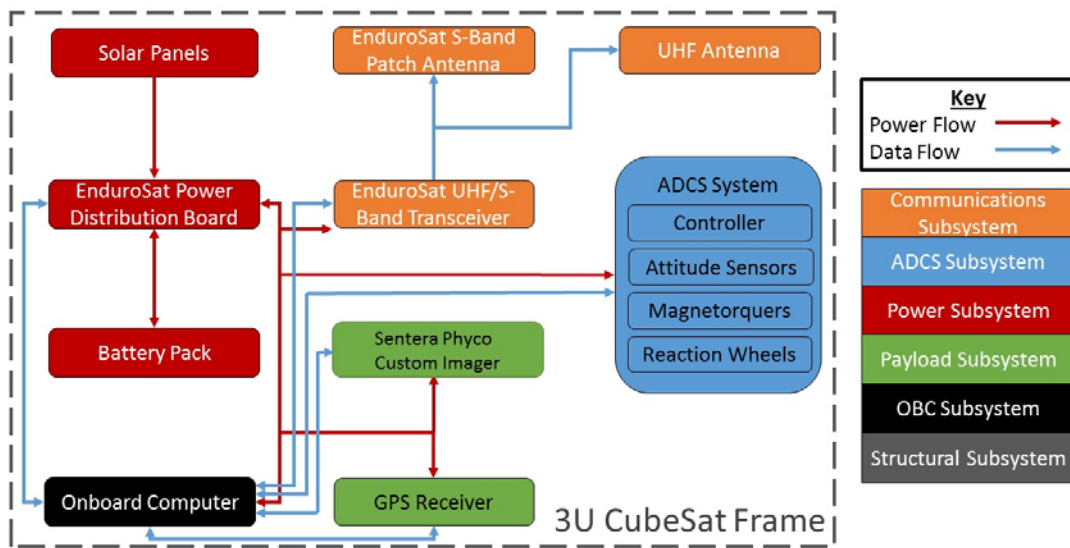 Solar Panels
EnduroSat S-Band
Patch Antenna
UHF Antenna
Key
Power Flow
Data Flow
EnduroSat Power
Distribution Board
EnduroSat UHF/S-
Band Transceiver
ADCS System
Controller
Attitude Sensors
Magnetorquers
Reaction Wheels
Battery Pack
Sentera Phyco
Custom Imager
Onboard Computer
GPS Receiver
3U CubeSat Frame
Communications
Subsystem
ADCS Subsystem
Power Subsystem
Payload Subsystem
OBC Subsystem
Structural Subsystem